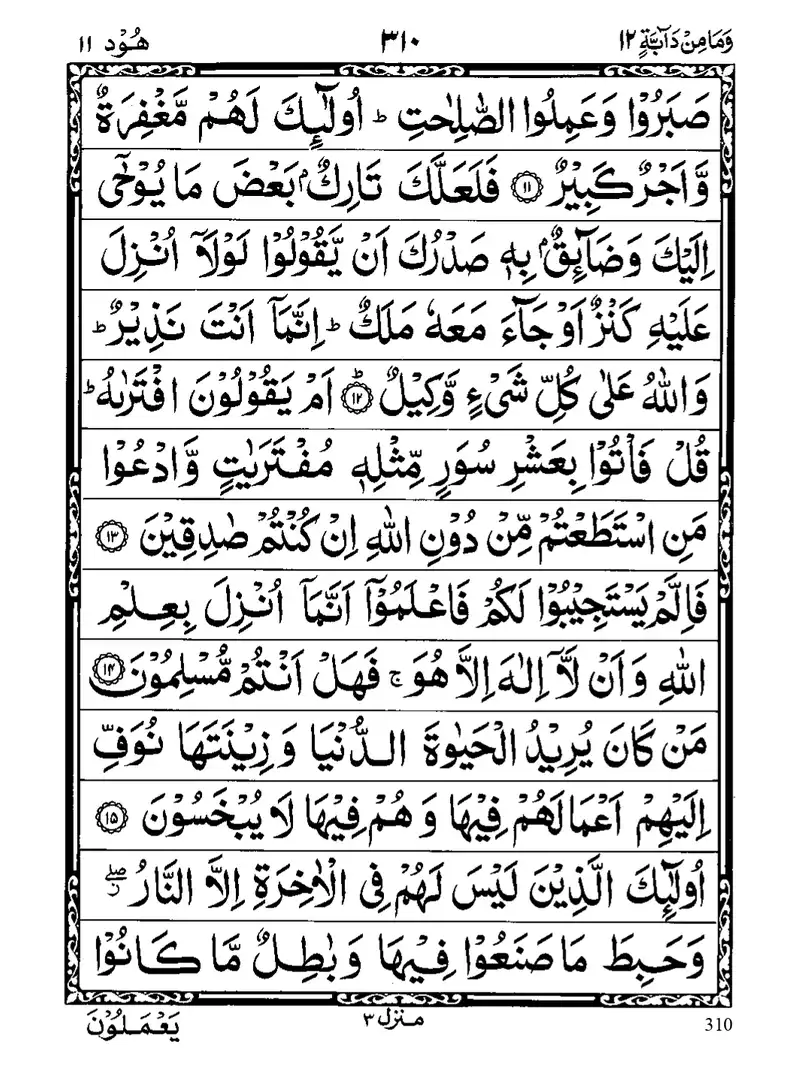 وَمَا مِنْ دَآبَّةٍ ١٢ ٣١٠ هُوْد ١١
صَبَرُوْا وَعَمِلُوا الصّٰلِحٰتِ ؕ اُولٰٓئِكَ لَهُمْ مَّغْفِرَةٌ
وَّاَجْرٌ كَبِيْرٌ ﴿١١﴾ فَلَعَلَّكَ تَارِكٌۢ بَعْضَ مَا يُوْحٰٓى
اِلَيْكَ وَضَآئِقٌۢ بِهٖ صَدْرُكَ اَنْ يَّقُوْلُوْا لَوْلَاۤ اُنْزِلَ
عَلَيْهِ كَنْزٌ اَوْ جَآءَ مَعَهٗ مَلَكٌ ؕ اِنَّمَاۤ اَنْتَ نَذِيْرٌ ؕ
وَاللّٰهُ عَلٰى كُلِّ شَىْءٍ وَّكِيْلٌ ؕ﴿١٢﴾ اَمْ يَقُوْلُوْنَ افْتَرٰىهُ ؕ
قُلْ فَاْتُوْا بِعَشْرِ سُوَرٍ مِّثْلِهٖ مُفْتَرَيٰتٍ وَّادْعُوْا
مَنِ اسْتَطَعْتُمْ مِّنْ دُوْنِ اللّٰهِ اِنْ كُنْتُمْ صٰدِقِيْنَ ﴿١٣﴾
فَاِلَّمْ يَسْتَجِيْبُوْا لَكُمْ فَاعْلَمُوْۤا اَنَّمَاۤ اُنْزِلَ بِعِلْمِ
اللّٰهِ وَاَنْ لَّاۤ اِلٰهَ اِلَّا هُوَ ۚ فَهَلْ اَنْتُمْ مُّسْلِمُوْنَ ﴿١٤﴾
مَنْ كَانَ يُرِيْدُ الْحَيٰوةَ الدُّنْيَا وَزِيْنَتَهَا نُوَفِّ
اِلَيْهِمْ اَعْمَالَهُمْ فِيْهَا وَهُمْ فِيْهَا لَا يُبْخَسُوْنَ ﴿١٥﴾
اُولٰٓئِكَ الَّذِيْنَ لَيْسَ لَهُمْ فِى الْاٰخِرَةِ اِلَّا النَّارُ ۖز
وَحَبِطَ مَا صَنَعُوْا فِيْهَا وَبٰطِلٌ مَّا كَانُوْا
يَعْمَلُوْنَ منزل ٣ 310